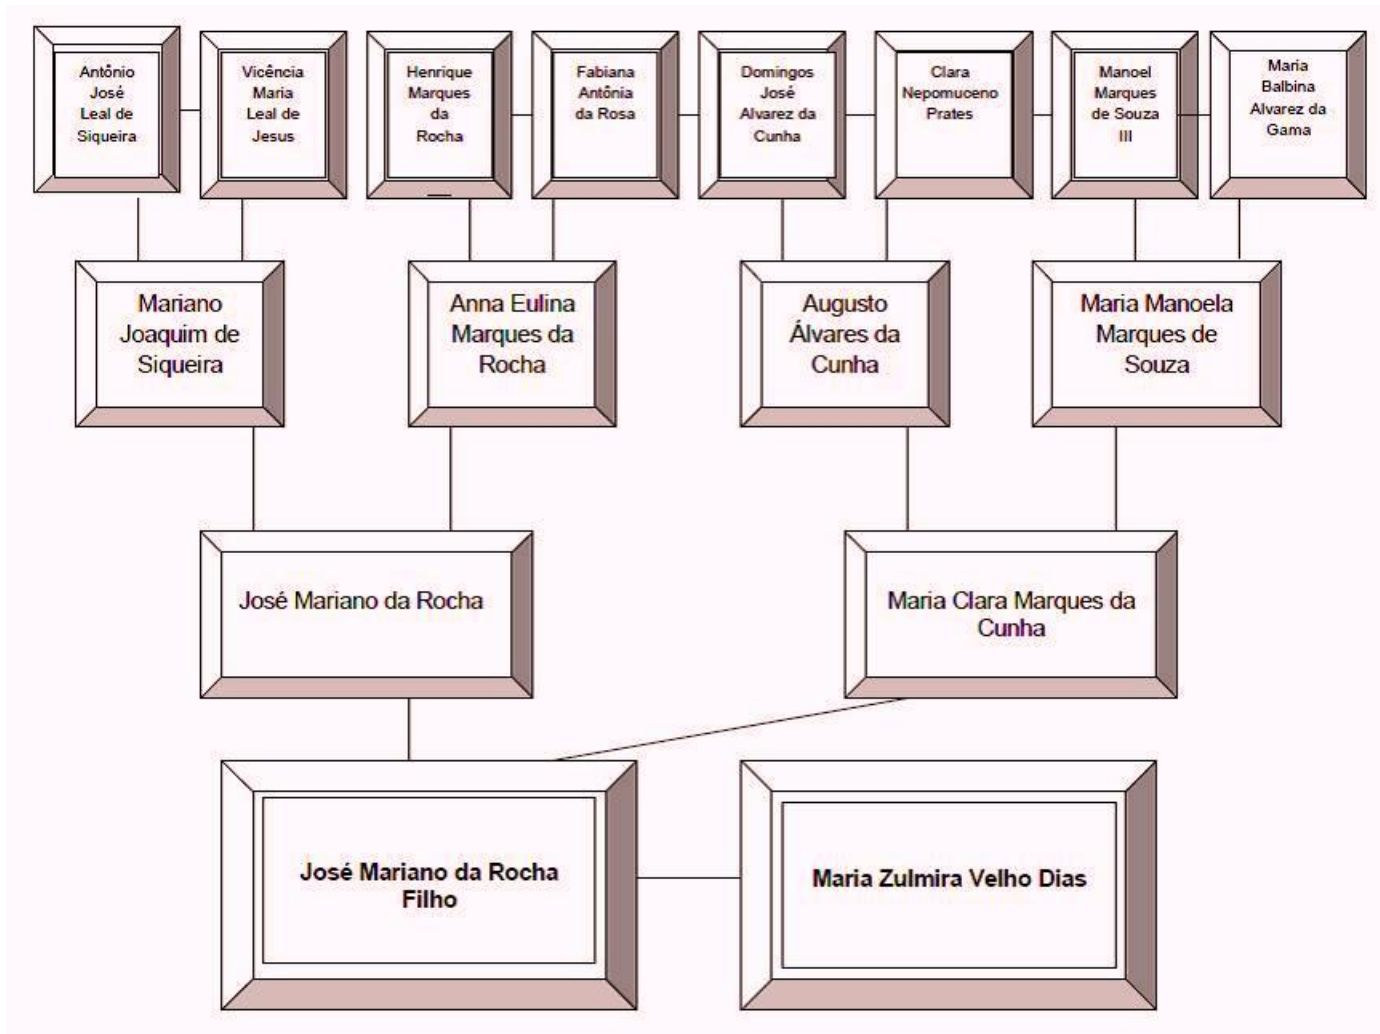 Antônio
José
Leal de
Siqueira
Vicência
Maria
Leal de
Jesus
Henrique
Marques
da
Rocha
Fabiana
Antônia
da Rosa
Domingos
José
Alvarez da
Cunha
Clara
Nepomuceno
Prates
Manoel
Marques
de Souza
III
Maria
Balbina
Alvarez da
Gama
Mariano
Joaquim de
Siqueira
Anna Eulina
Marques da
Rocha
Augusto
Álvares da
Cunha
Maria Manoela
Marques de
Souza
José Mariano da Rocha
Maria Clara Marques da
Cunha
José Mariano da Rocha
Filho
Maria Zulmira Velho Dias